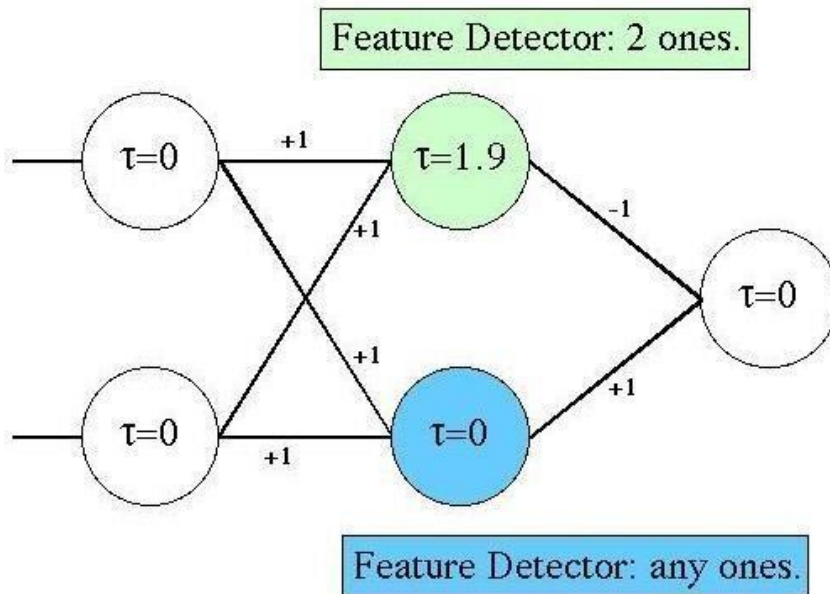 Feature Detector: 2 ones.
+1
τ=0
τ=1.9
-1
+1
τ=0
+1
+1
τ=0
τ=0
+1
Feature Detector: any ones.